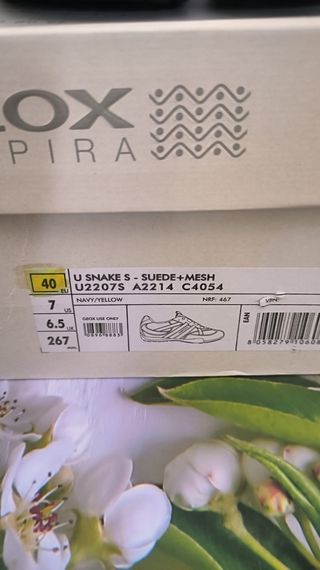 OX
PIRA
U SNAKE S - SUEDE+MESH
40 EU
U2207S A2214 C4054
7 US
NAVY/YELLOW NRF: 467
6.5 UK
GEOX USE ONLY
EAN
267 mm